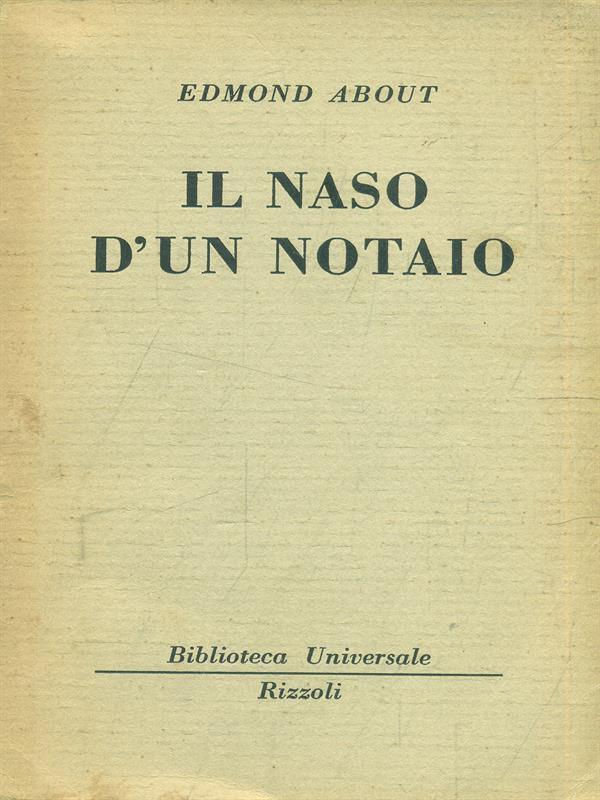 EDMOND ABOUT
IL NASO
D'UN NOTAIO
Biblioteca Universale
Rizzoli